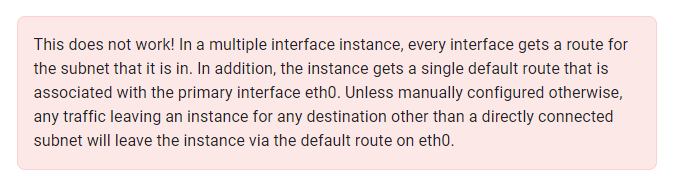 This does not work! In a multiple interface instance, every interface gets a route for
the subnet that it is in. In addition, the instance gets a single default route that is
associated with the primary interface eth0. Unless manually configured otherwise,
any traffic leaving an instance for any destination other than a directly connected
subnet will leave the instance via the default route on eth0.